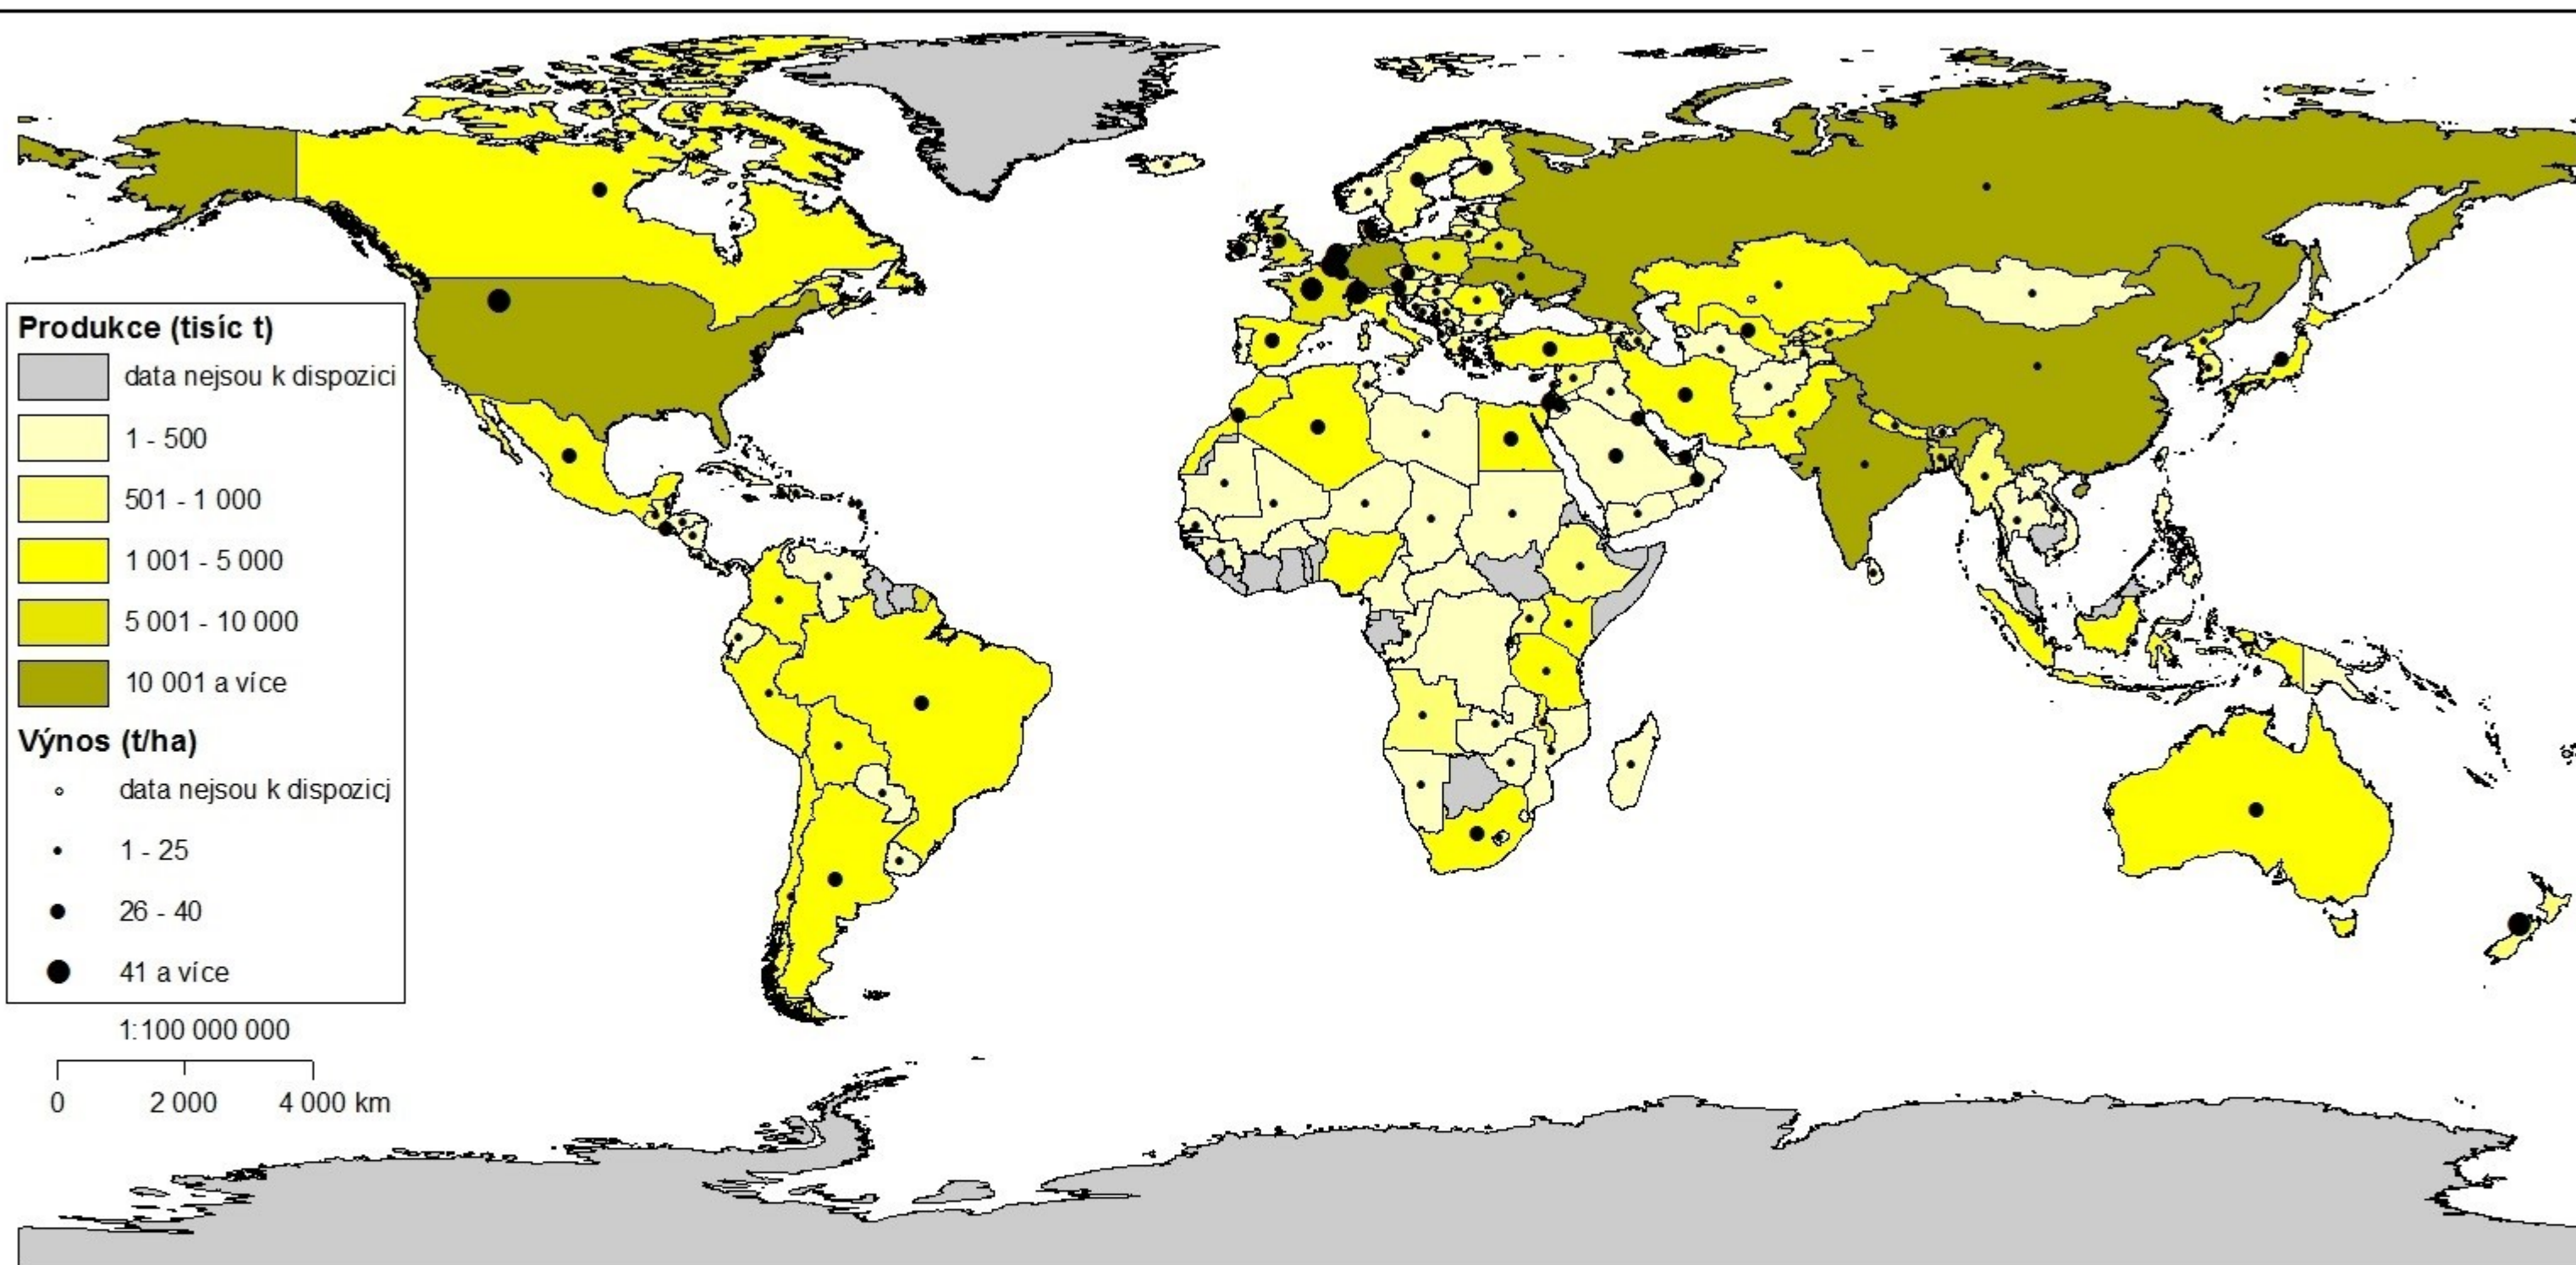 Produkce (tisíc t)
data nejsou k dispozici
1 - 500
501 - 1 000
1 001 - 5 000
5 001 - 10 000
10 001 a více
Výnos (t/ha)
data nejsou k dispozici
1 - 25
26 - 40
41 a více
1:100 000 000
0 2 000 4 000 km